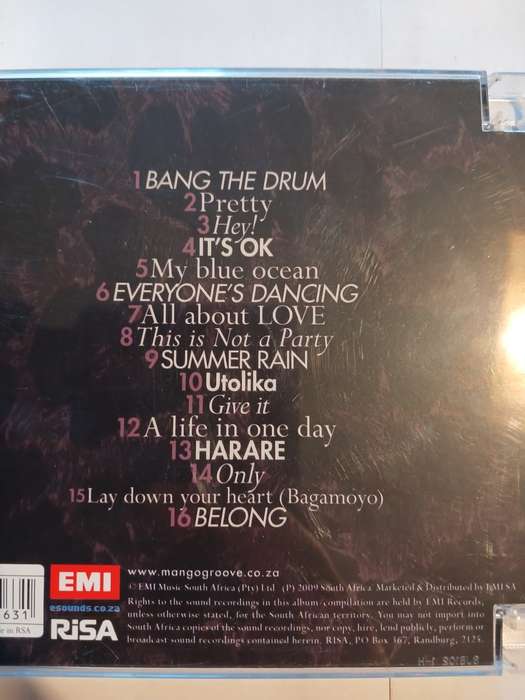 1 BANG THE DRUM
2 Pretty
3 Hey!
4 IT'S OK
5 My blue ocean
6 EVERYONE'S DANCING
7 All about LOVE
8 This is Not a Party
9 SUMMER RAIN
10 Utolika
11 Give it
12 A life in one day
13 HARARE
14 Only
15 Lay down your heart (Bagamoyo)
16 BELONG
631
in RSA
EMI
esounds.co.za
RiSA
www.mangogroove.co.za
© EMI Music South Africa (Pty) Ltd (P) 2009 South Africa Marketed & Distributed by EMI SA
Rights to the sound recordings in this album/compilation are held by EMI Records,
unless otherwise stated, for the South African territory. You may not import into
South Africa copies of the sound recordings, nor copy, hire, lend publicly, perform or
broadcast sound recordings contained herein. RISA, PO Box 367, Randburg, 2125.